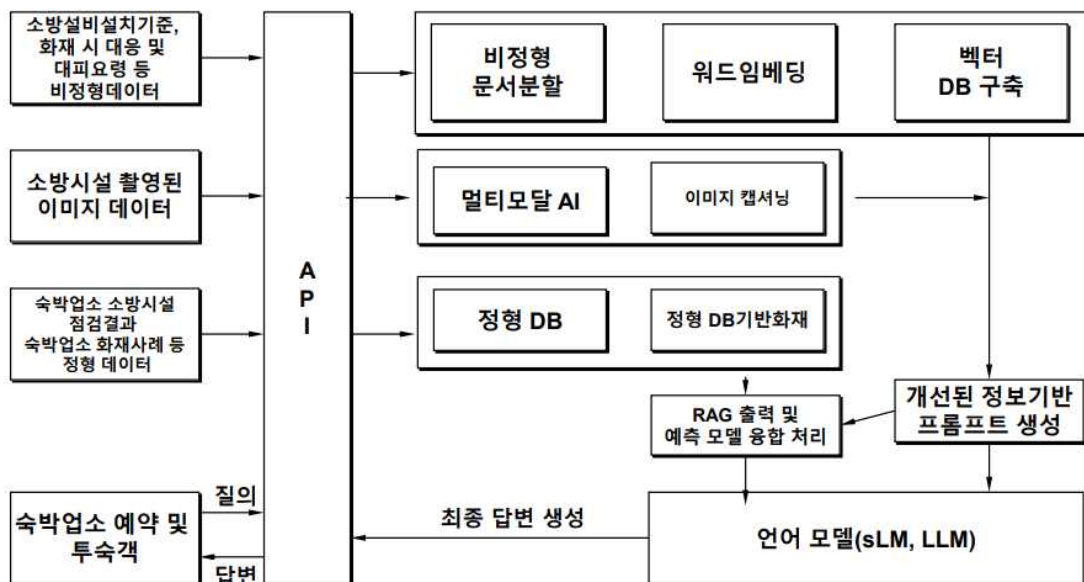 소방설비설치기준,
화재 시 대응 및
대피요령 등
비정형데이터
소방시설 촬영된
이미지 데이터
숙박업소 소방시설
점검결과
숙박업소 화재사례 등
정형 데이터
숙박업소 예약 및
투숙객
질의
답변
A
P
I
비정형
문서분할
워드임베딩
벡터
DB 구축
멀티모달 AI
이미지 캡셔닝
정형 DB
정형 DB기반화재
RAG 출력 및
예측 모델 융합 처리
개선된 정보기반
프롬프트 생성
최종 답변 생성
언어 모델(sLM, LLM)